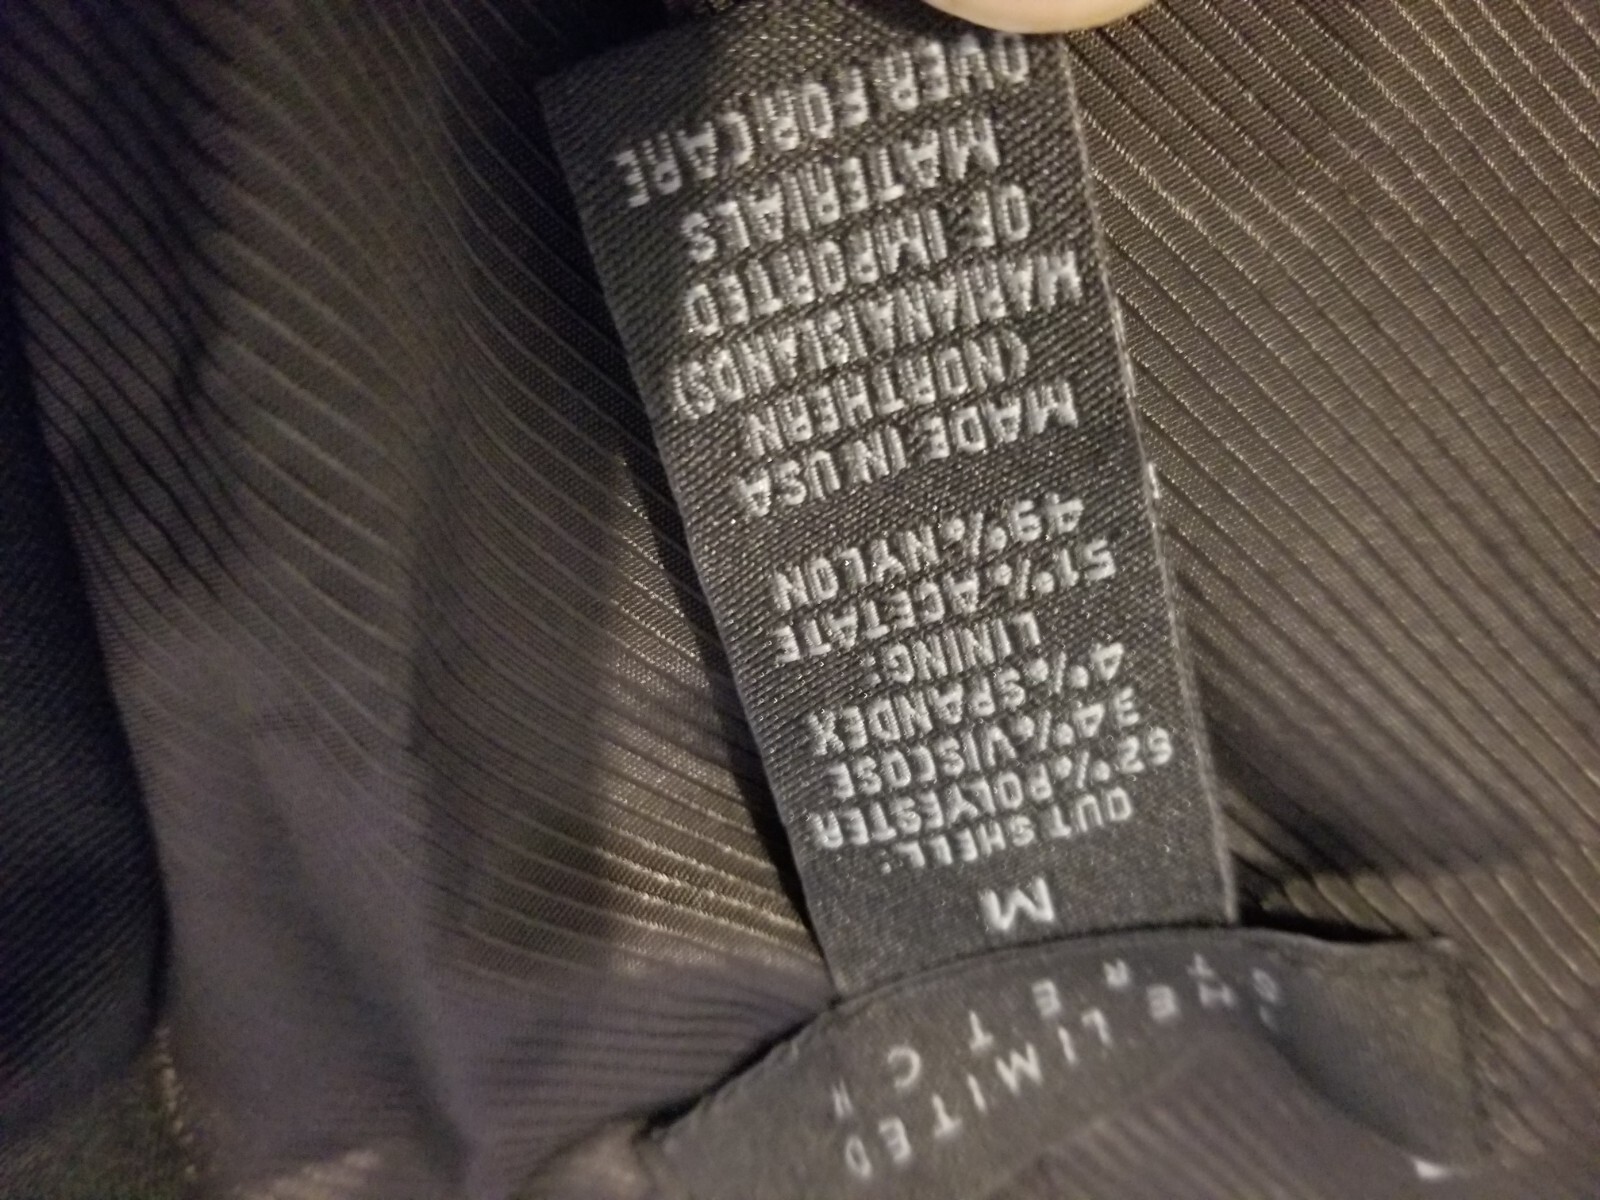 THE LIMITED
STRETCH
M
OUT SHELL:
62% POLYESTER
34% VISCOSE
4% SPANDEX
LINING:
51% ACETATE
49% NYLON
MADE IN USA
(NORTHERN
MARIANA ISLANDS)
OF IMPORTED
MATERIALS
OVER FOR CARE